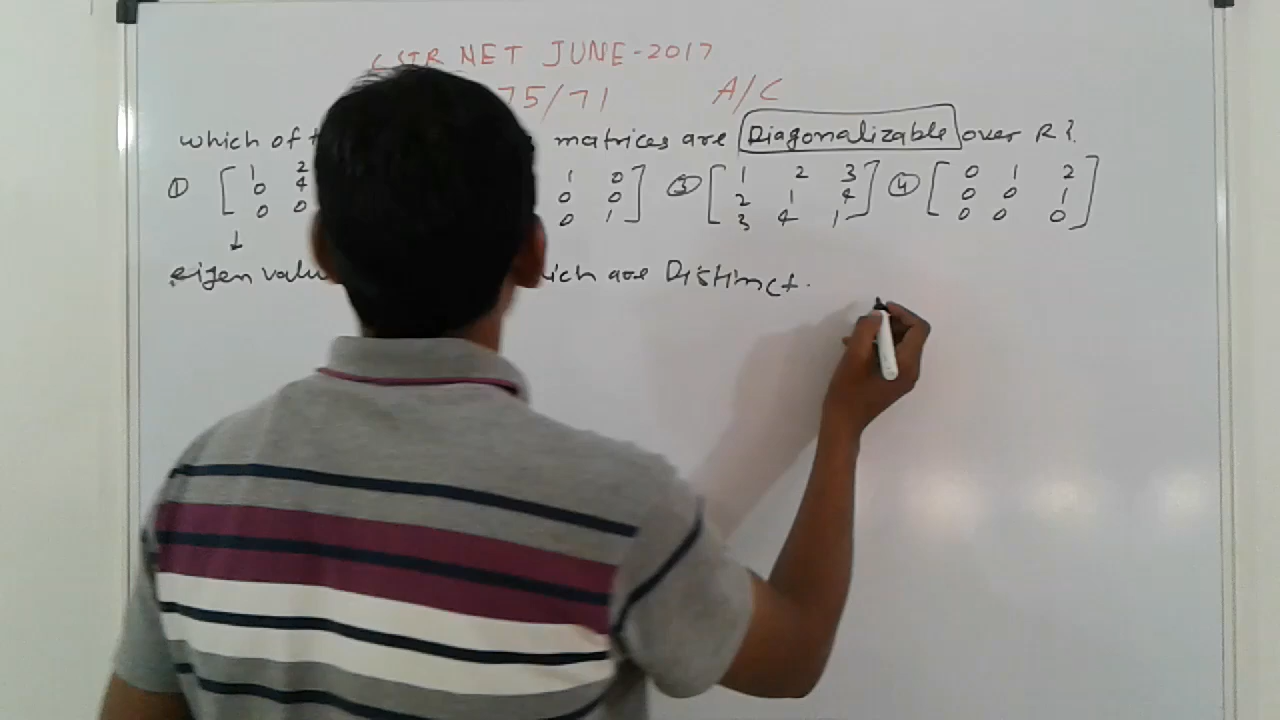 CSIR NET JUNE-2017
75/71 A/C
which of matrices are Diagonalizable over R?
① [ 1 2 1 0 ] ③ [ 1 2 3 ] ④ [ 0 1 2 ]
0 4 0 0 2 1 4 0 0 1
0 0 0 1 3 4 1 0 0 0
↓
eigen are Distinct.